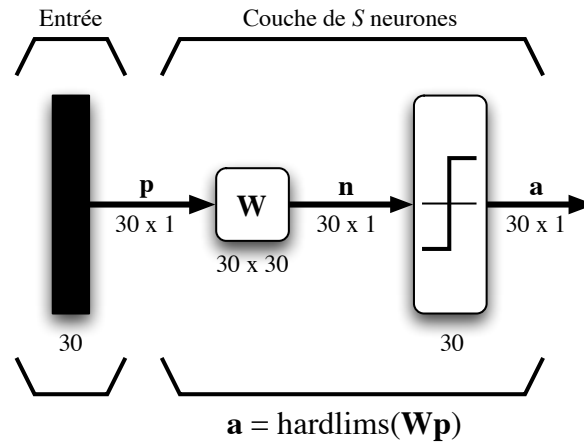 Entrée
Couche de S neurones
p
30 x 1
W
30 x 30
n
30 x 1
a
30 x 1
30
30
a = hardlims(Wp)